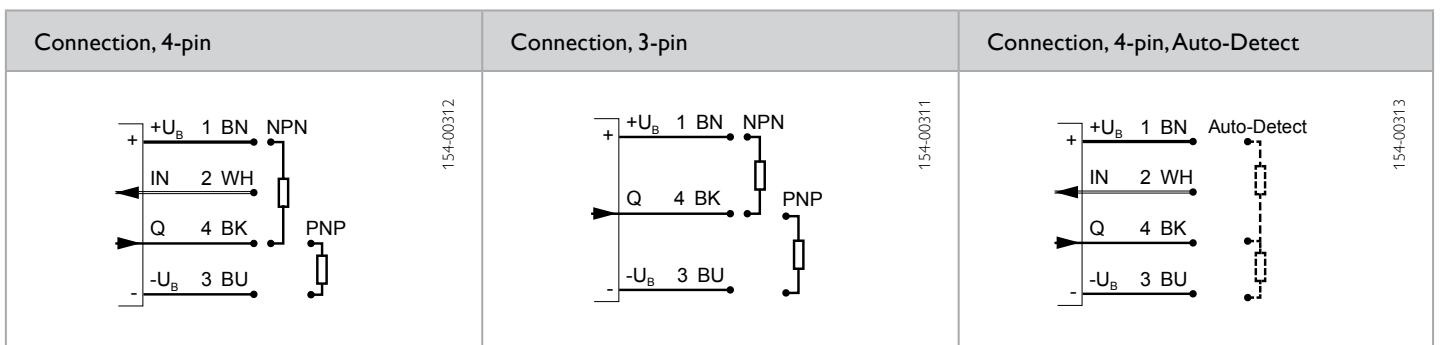 Connection, 4-pin
Connection, 3-pin
Connection, 4-pin, Auto-Detect
+U_B 1 BN NPN
+
IN 2 WH
Q 4 BK PNP
-U_B 3 BU
-
154-00312
+U_B 1 BN NPN
+
Q 4 BK PNP
-U_B 3 BU
-
154-00311
+U_B 1 BN Auto-Detect
+
IN 2 WH
Q 4 BK
-U_B 3 BU
-
154-00313